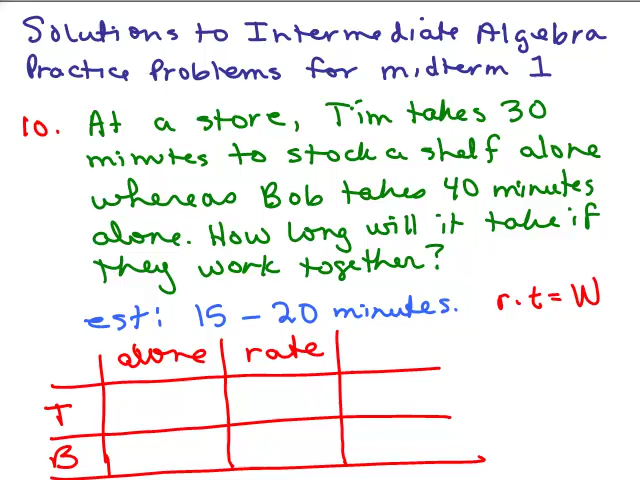 Solutions to Intermediate Algebra
Practice Problems for midterm 1
10. At a store, Tim takes 30
minutes to stock a shelf alone
whereas Bob takes 40 minutes
alone. How long will it take if
they work together?
est: 15 - 20 minutes. r.t = W
alone rate
T
B